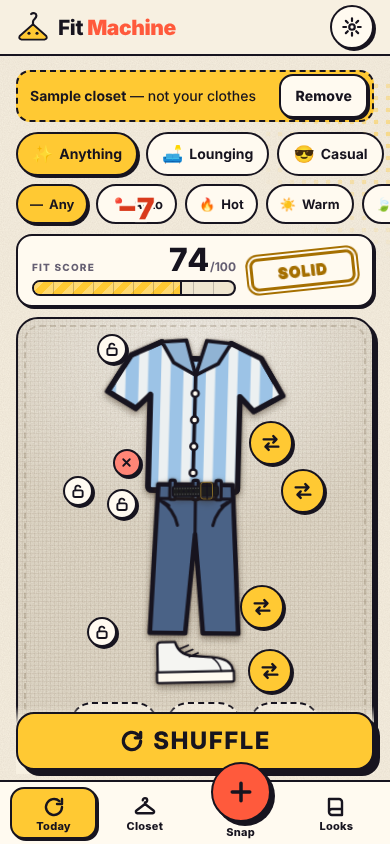 Fit Machine
Sample closet — not your clothes
Remove
Anything
Lounging
Casual
— Any
Hot
Warm
FIT SCORE
74/100
-7
SOLID
SHUFFLE
Today
Closet
Snap
Looks